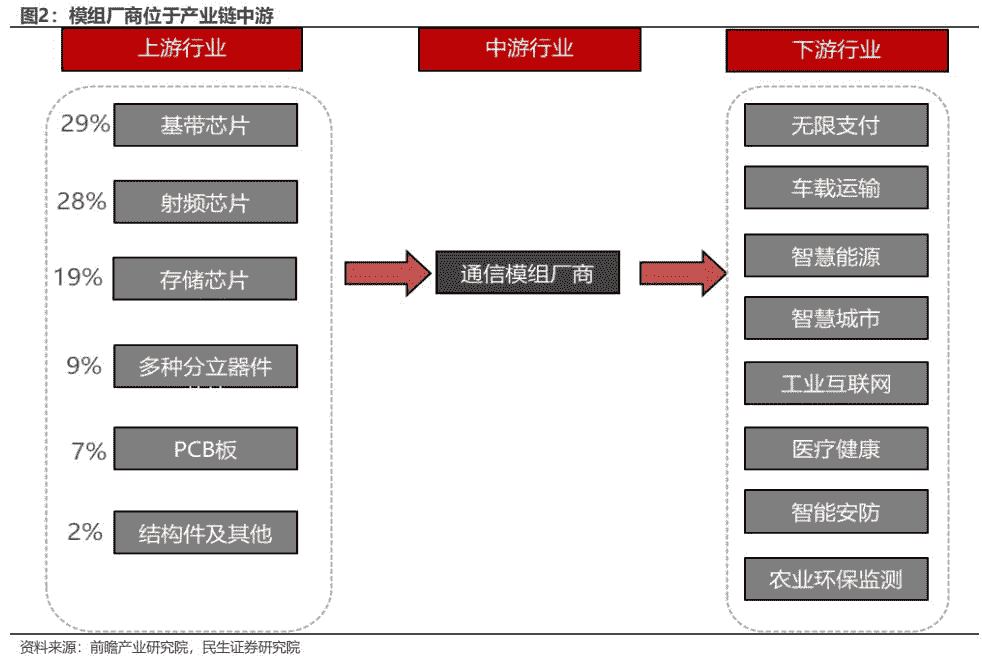 图2：模组厂商位于产业链中游
上游行业
中游行业
下游行业
29% 基带芯片
28% 射频芯片
19% 存储芯片
9% 多种分立器件
7% PCB板
2% 结构件及其他
通信模组厂商
无限支付
车载运输
智慧能源
智慧城市
工业互联网
医疗健康
智能安防
农业环保监测
资料来源：前瞻产业研究院，民生证券研究院